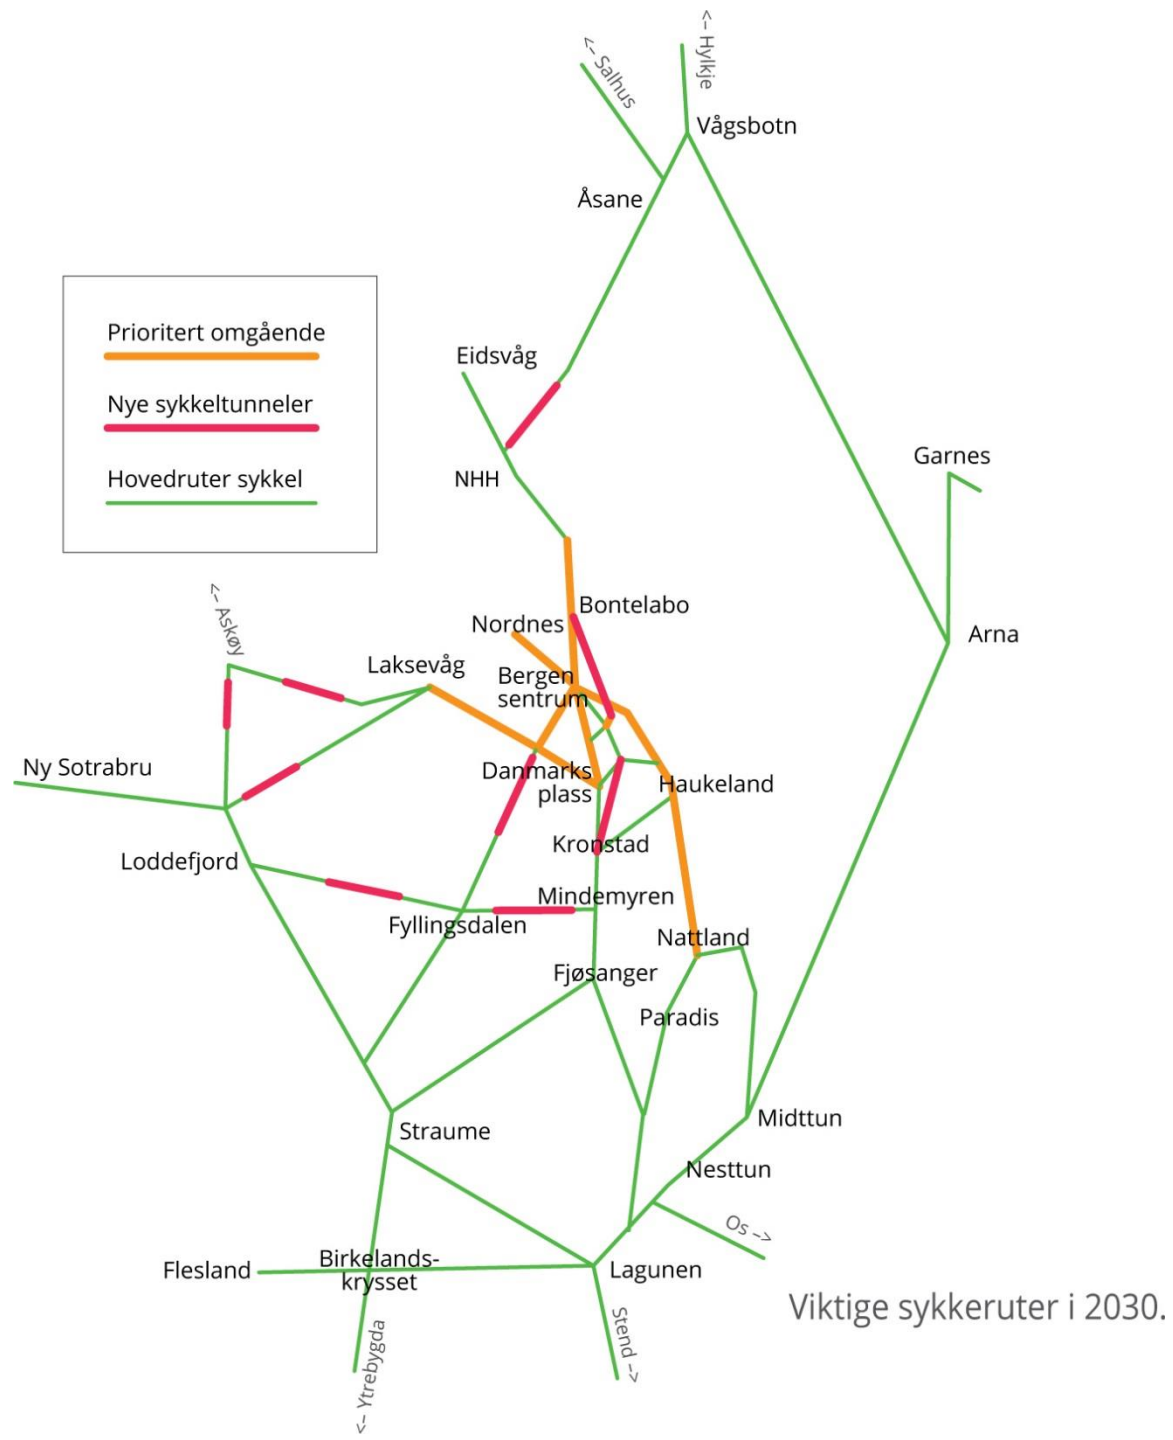 <– Hylkje
<– Salhus
Vågsbotn
Åsane
Prioritert omgående
Nye sykkeltunneler
Hovedruter sykkel
Eidsvåg
NHH
Garnes
<– Askøy
Bontelabo
Nordnes
Arna
Laksevåg
Bergen
sentrum
Ny Sotrabru
Danmarks
plass
Haukeland
Kronstad
Loddefjord
Mindemyren
Fyllingsdalen
Nattland
Fjøsanger
Paradis
Midttun
Straume
Nesttun
Os –>
Flesland
Birkelands-
krysset
Lagunen
Stend –>
<– Ytrebygda
Viktige sykkeruter i 2030.